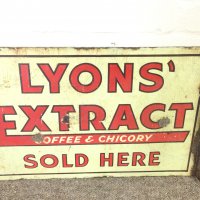 LYONS'
EXTRACT
COFFEE & CHICORY
SOLD HERE